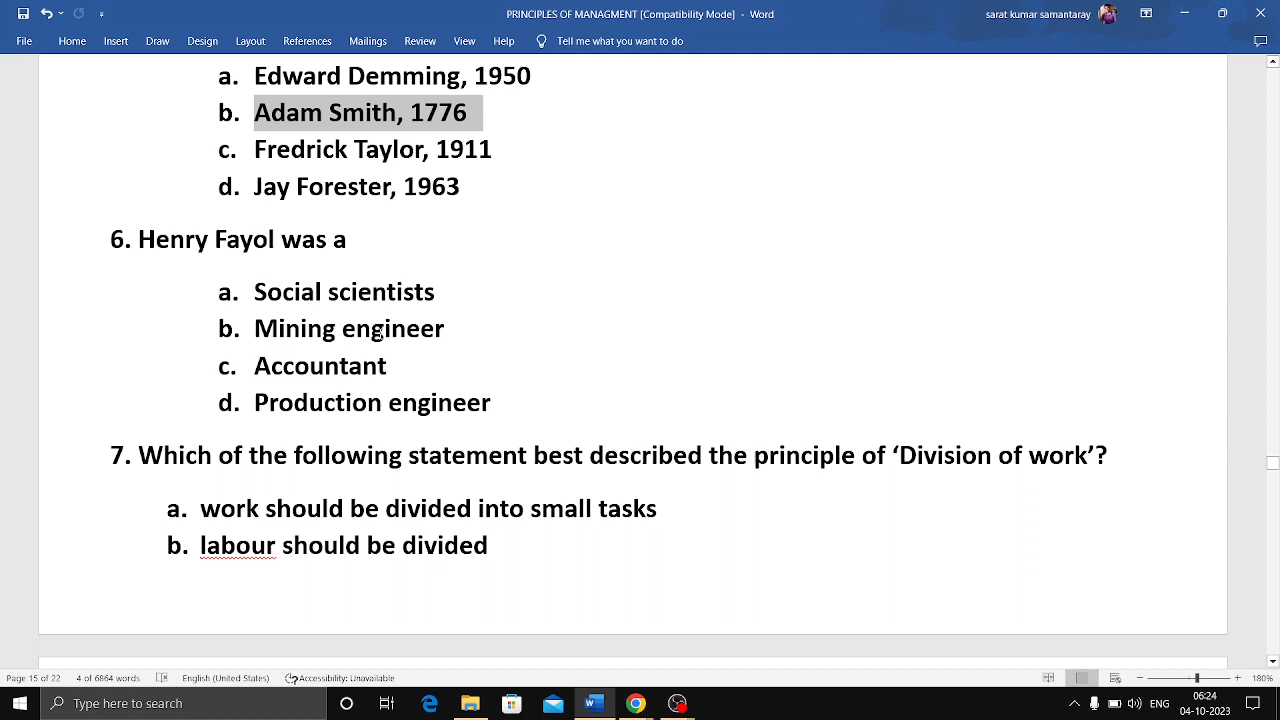 PRINCIPLES OF MANAGMENT [Compatibility Mode] - Word
sarat kumar samantaray
File Home Insert Draw Design Layout References Mailings Review View Help Tell me what you want to do
a. Edward Demming, 1950
b. Adam Smith, 1776
c. Fredrick Taylor, 1911
d. Jay Forester, 1963
6. Henry Fayol was a
a. Social scientists
b. Mining engineer
c. Accountant
d. Production engineer
7. Which of the following statement best described the principle of ‘Division of work’?
a. work should be divided into small tasks
b. labour should be divided
Page 15 of 22 4 of 6864 words English (United States) Accessibility: Unavailable 180%
Type here to search
06:24
ENG
04-10-2023